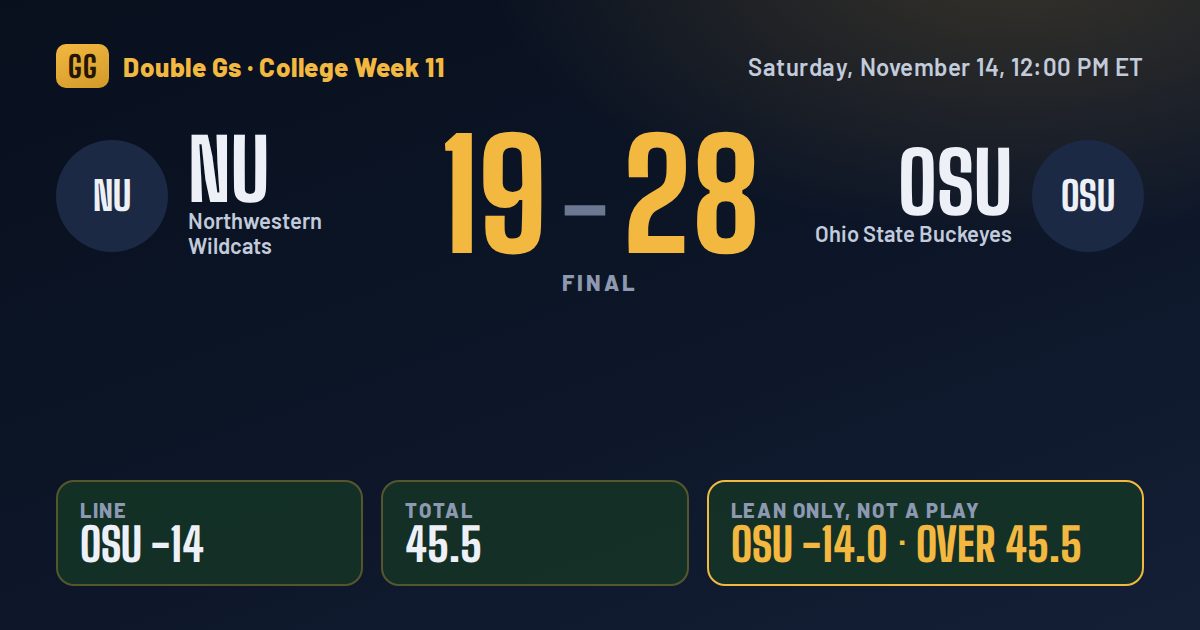 GG Double Gs · College Week 11
Saturday, November 14, 12:00 PM ET
NU
NU
Northwestern
Wildcats
19 – 28
FINAL
OSU
Ohio State Buckeyes
OSU
LINE
OSU −14
TOTAL
45.5
LEAN ONLY, NOT A PLAY
OSU −14.0 · OVER 45.5